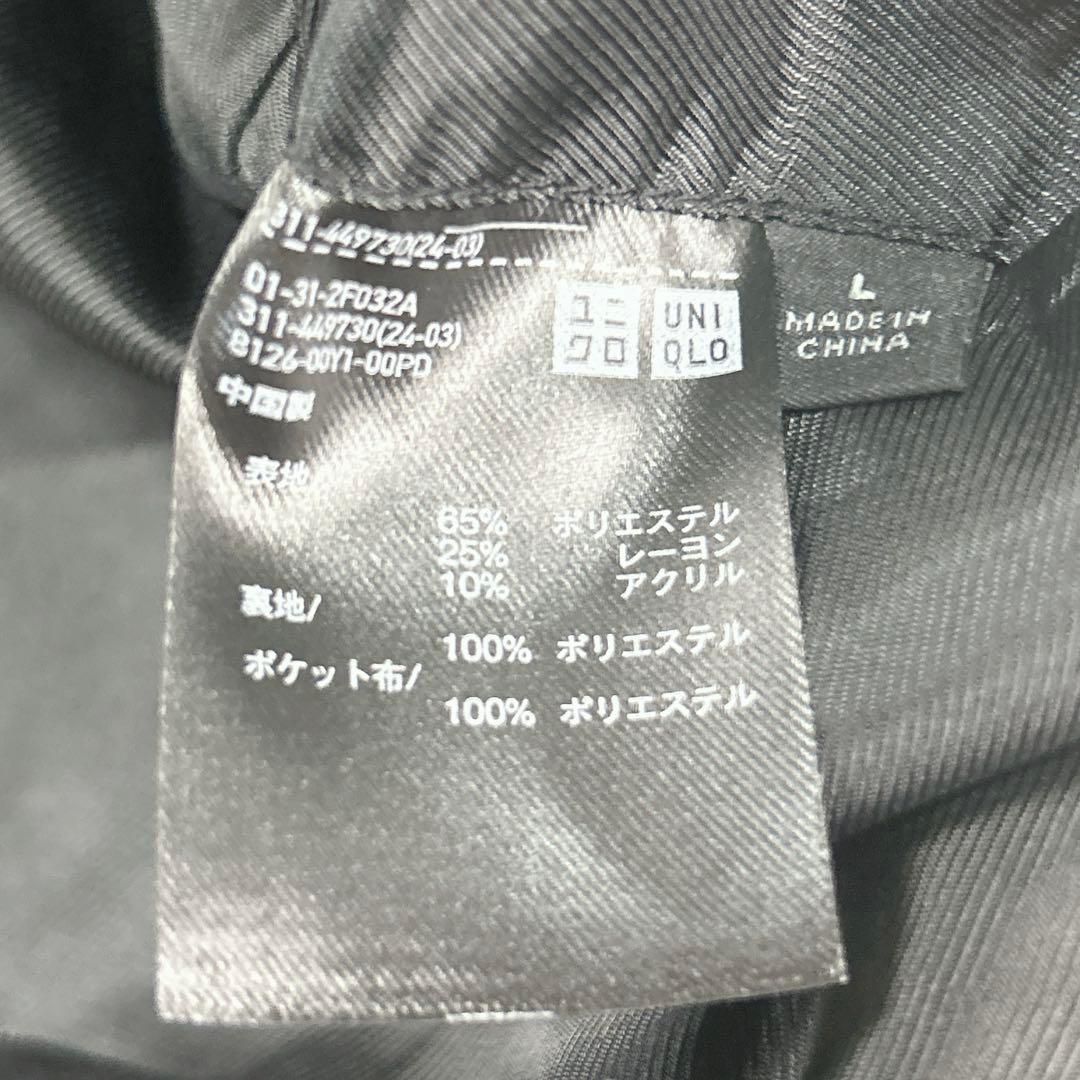 311-449730(24-03)
01-31-2F032A
311-449730(24-03)
8126-00Y1-00PD
中国製
ユニ
クロ
UNI
QLO
L
MADE IN
CHINA
表地/
65% ポリエステル
25% レーヨン
10% アクリル
裏地/
100% ポリエステル
ポケット布/
100% ポリエステル